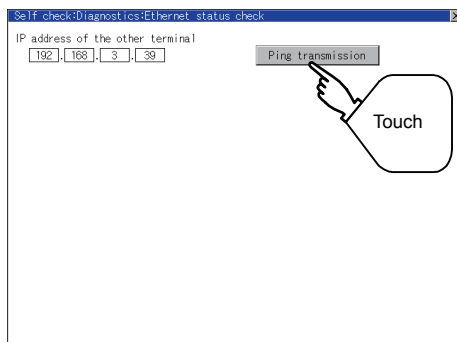 Self check:Diagnostics:Ethernet status check
IP address of the other terminal
192.168.3.39
Ping transmission
Touch